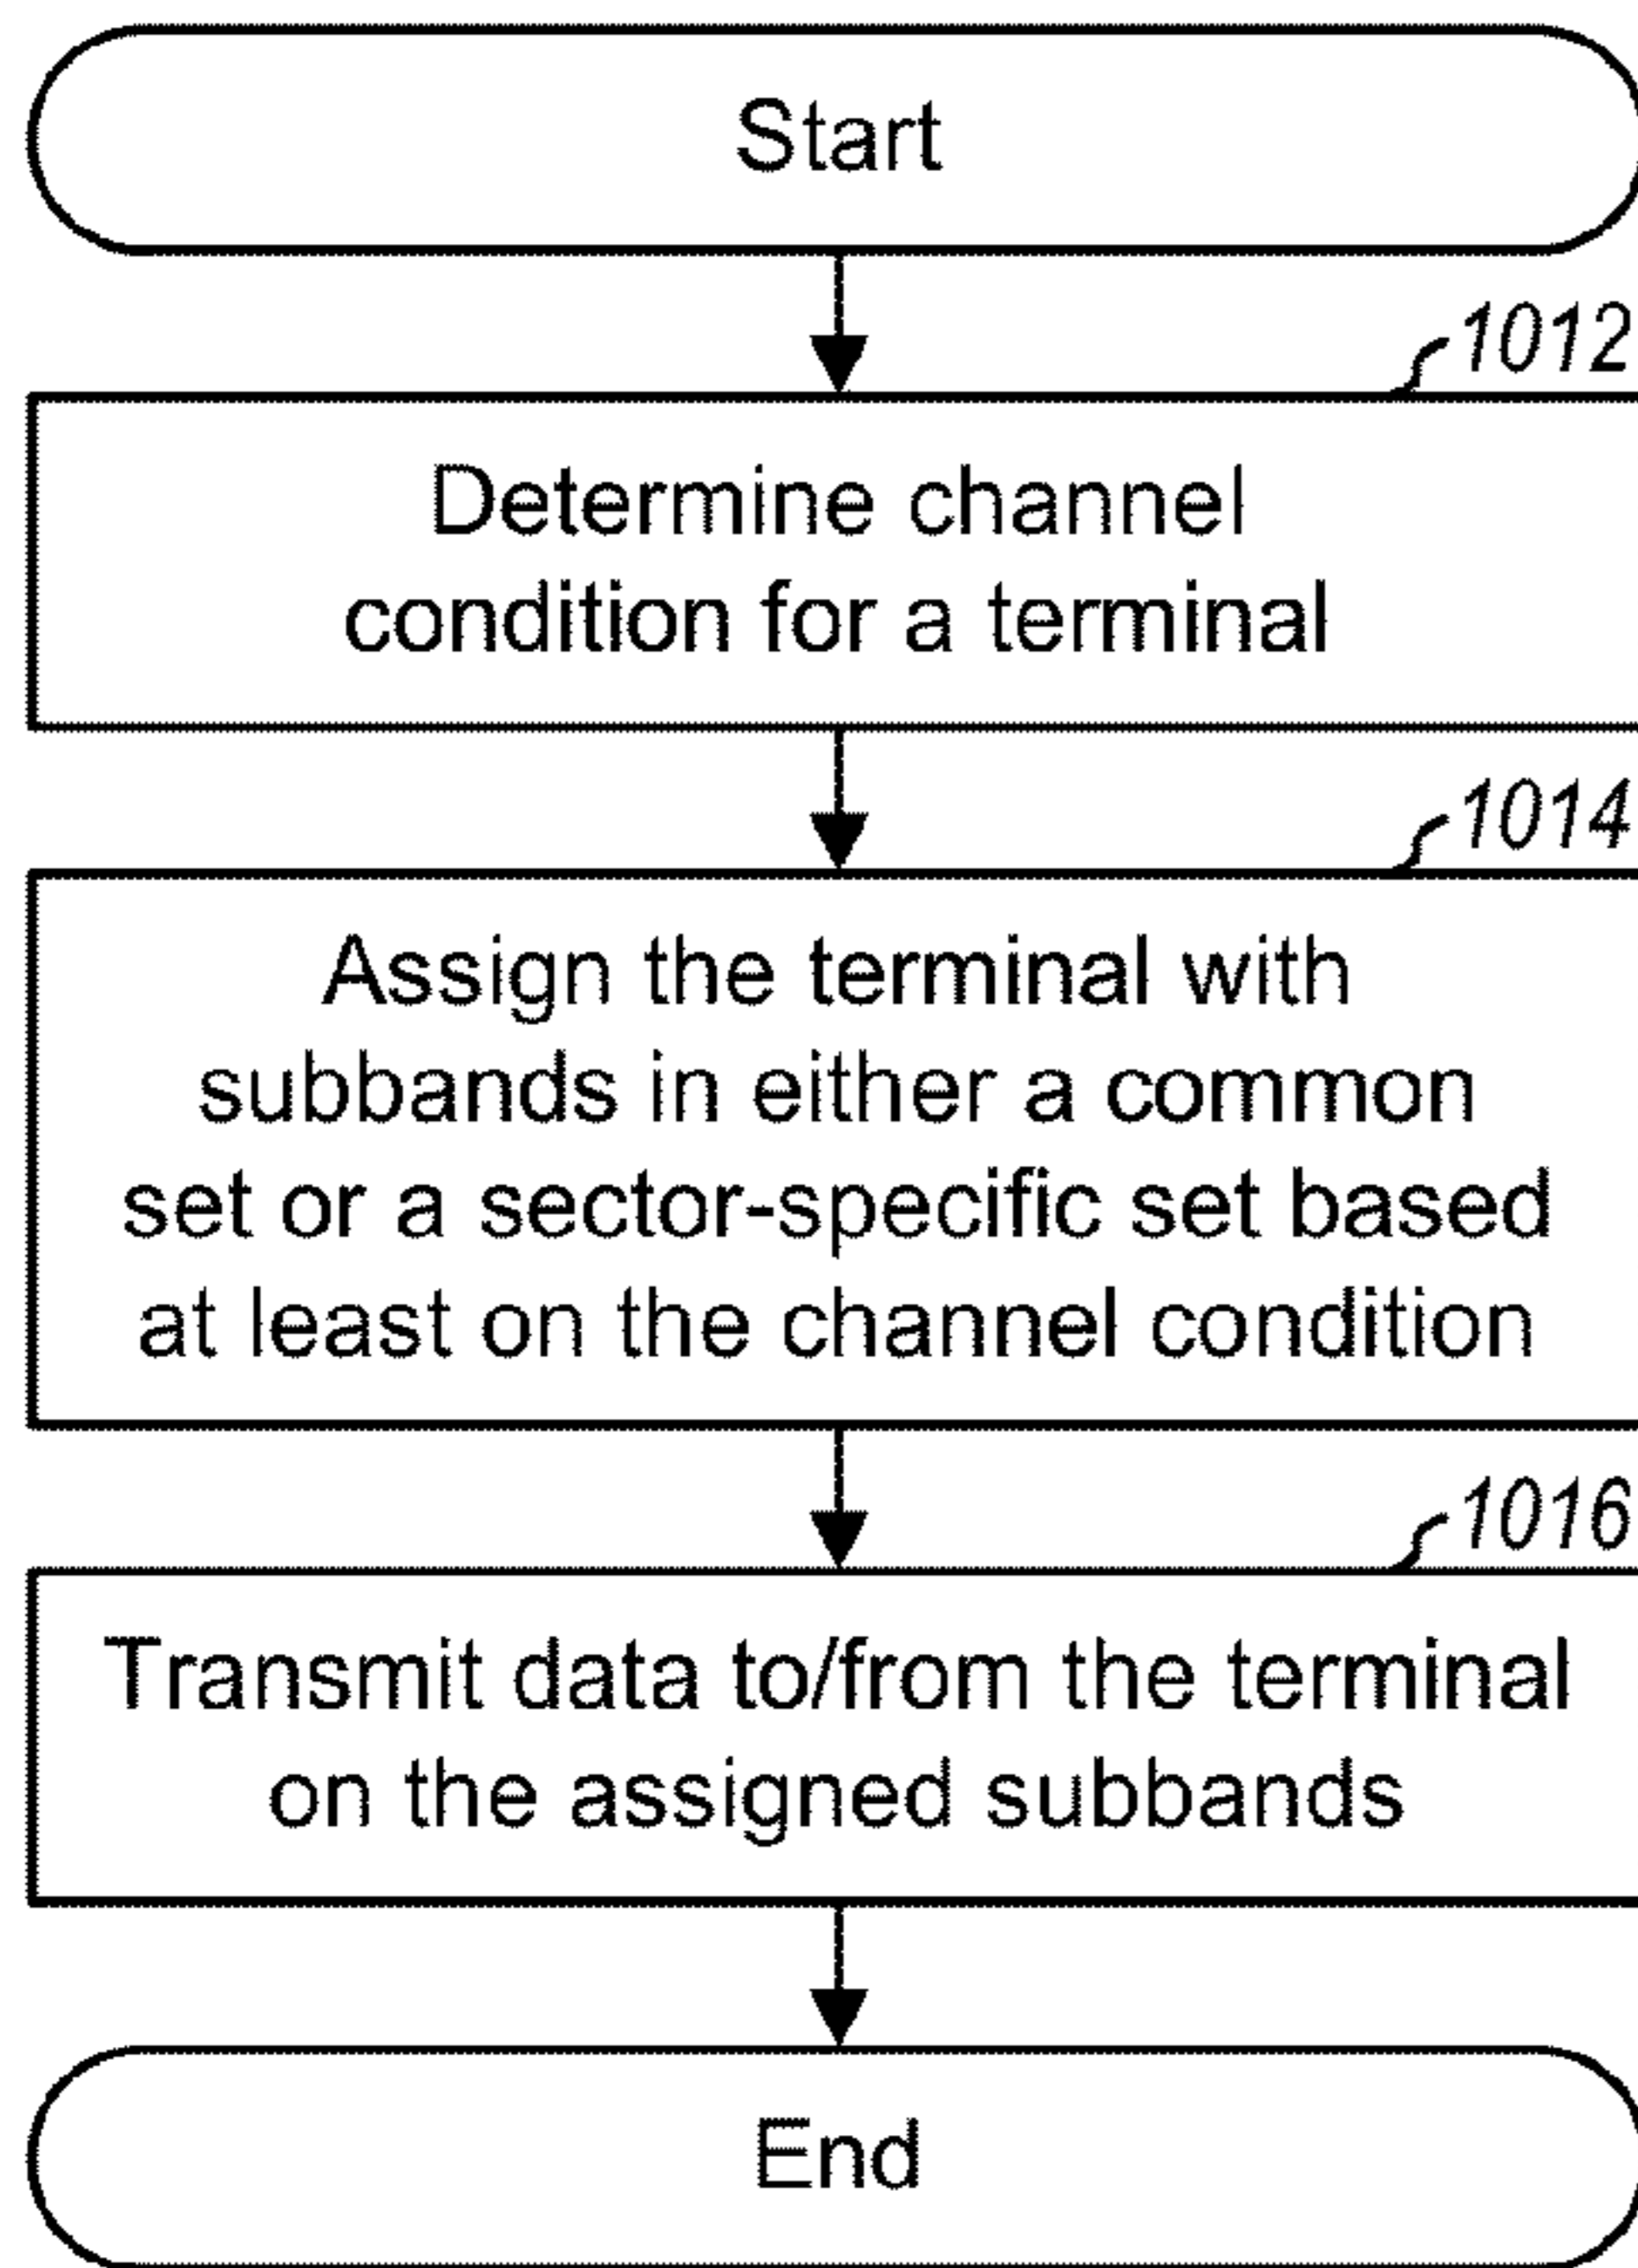 Start
1012
Determine channel
condition for a terminal
1014
Assign the terminal with
subbands in either a common
set or a sector-specific set based
at least on the channel condition
1016
Transmit data to/from the terminal
on the assigned subbands
End